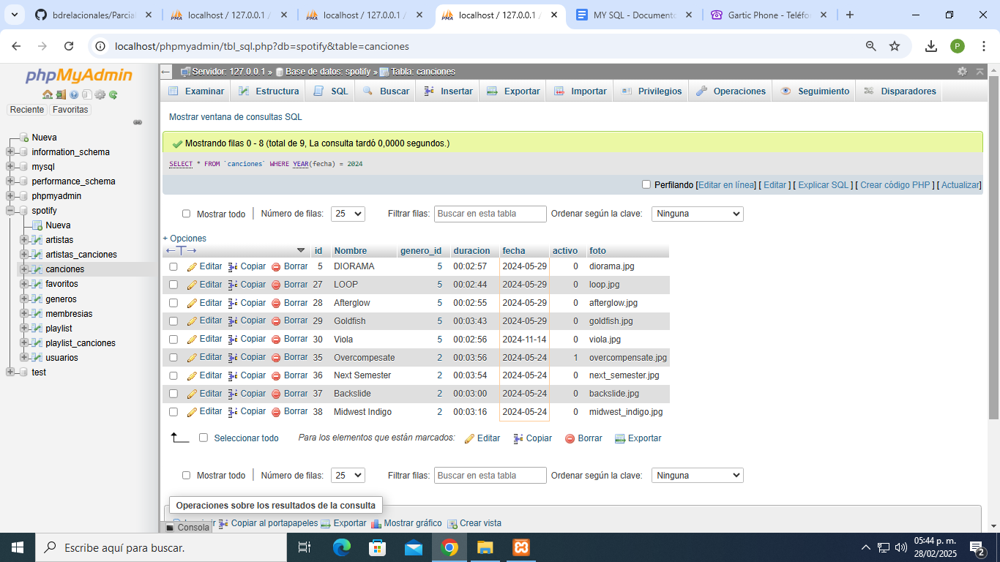 bdrelacionales/Parcial
localhost / 127.0.0.1 /
localhost / 127.0.0.1 /
localhost / 127.0.0.1 /
MY SQL - Documento
Gartic Phone - Teléfo
localhost/phpmyadmin/tbl_sql.php?db=spotify&table=canciones
P
phpMyAdmin
Reciente Favoritas
Nueva
information_schema
mysql
performance_schema
phpmyadmin
spotify
Nueva
artistas
artistas_canciones
canciones
favoritos
generos
membresias
playlist
playlist_canciones
usuarios
test
Servidor: 127.0.0.1 » Base de datos: spotify » Tabla: canciones
Examinar Estructura SQL Buscar Insertar Exportar Importar Privilegios Operaciones Seguimiento Disparadores
Mostrar ventana de consultas SQL
Mostrando filas 0 - 8 (total de 9, La consulta tardó 0,0000 segundos.)
SELECT * FROM `canciones` WHERE YEAR(fecha) = 2024
Perfilando [Editar en línea] [ Editar ] [ Explicar SQL ] [ Crear código PHP ] [ Actualizar]
Mostrar todo Número de filas: 25 Filtrar filas: Buscar en esta tabla Ordenar según la clave: Ninguna
+ Opciones
←T→ id Nombre genero_id duracion fecha activo foto
Editar Copiar Borrar 5 DIORAMA 5 00:02:57 2024-05-29 0 diorama.jpg
Editar Copiar Borrar 27 LOOP 5 00:02:44 2024-05-29 0 loop.jpg
Editar Copiar Borrar 28 Afterglow 5 00:02:55 2024-05-29 0 afterglow.jpg
Editar Copiar Borrar 29 Goldfish 5 00:03:43 2024-05-29 0 goldfish.jpg
Editar Copiar Borrar 30 Viola 5 00:02:56 2024-11-14 0 viola.jpg
Editar Copiar Borrar 35 Overcompesate 2 00:03:56 2024-05-24 1 overcompensate.jpg
Editar Copiar Borrar 36 Next Semester 2 00:03:54 2024-05-24 0 next_semester.jpg
Editar Copiar Borrar 37 Backslide 2 00:03:00 2024-05-24 0 backslide.jpg
Editar Copiar Borrar 38 Midwest Indigo 2 00:03:16 2024-05-24 0 midwest_indigo.jpg
Seleccionar todo Para los elementos que están marcados: Editar Copiar Borrar Exportar
Mostrar todo Número de filas: 25 Filtrar filas: Buscar en esta tabla Ordenar según la clave: Ninguna
Operaciones sobre los resultados de la consulta
Copiar al portapapeles Exportar Mostrar gráfico Crear vista
Consola
Escribe aquí para buscar.
05:44 p. m.
28/02/2025
2